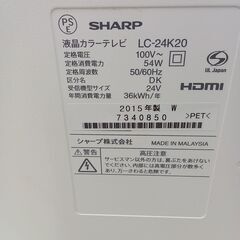 PS
E
SHARP
液晶カラーテレビ LC-24K20
定格電圧 100V~
定格消費電力 54W
定格周波数 50/60Hz
区分名 DK
受信機型サイズ 24V
年間消費電力量 36kWh/年
UL Japan
HDMI
2015年製 W
7340850
>PET<
シャープ株式会社
MADE IN MALAYSIA
警告
高圧注意
サービスマン以外の方は、裏ぶたをあけないで
ください。